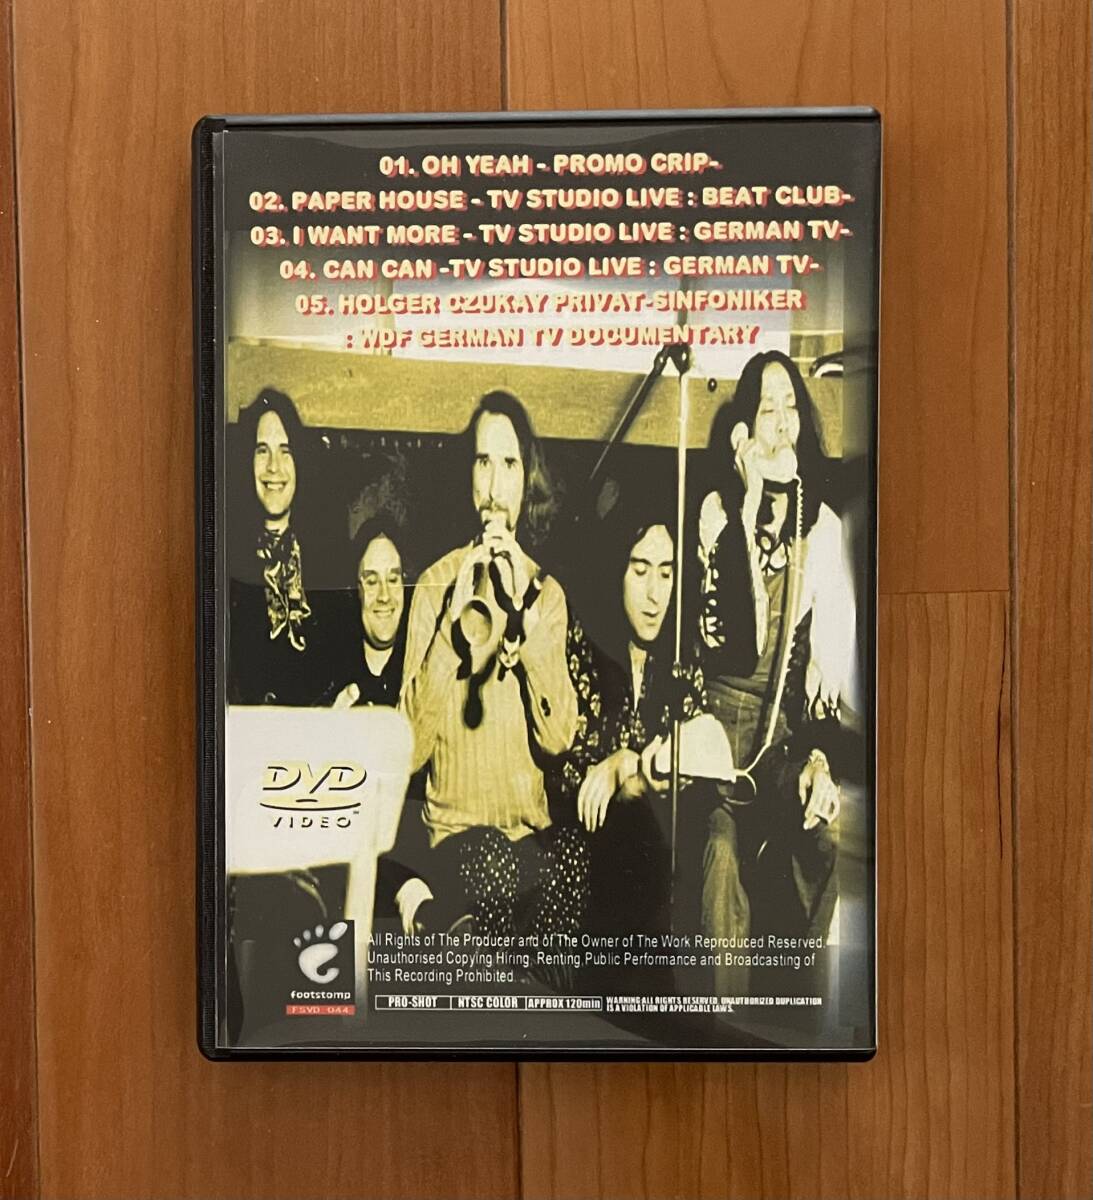 01. OH YEAH - PROMO CRIP-
02. PAPER HOUSE - TV STUDIO LIVE : BEAT CLUB-
03. I WANT MORE - TV STUDIO LIVE : GERMAN TV-
04. CAN CAN -TV STUDIO LIVE : GERMAN TV-
05. HOLGER CZUKAY PRIVAT-SINFONIKER
: WDF GERMAN TV DOCUMENTARY
DVD
VIDEO™
All Rights of The Producer and of The Owner of The Work Reproduced Reserved.
Unauthorised Copying Hiring, Renting,Public Performance and Broadcasting of
This Recording Prohibited.
footstomp
FSVD 044
PRO-SHOT NTSC COLOR APPROX 120min
WARNING ALL RIGHTS RESERVED. UNAUTHORIZED DUPLICATION
IS A VIOLATION OF APPLICABLE LAWS.